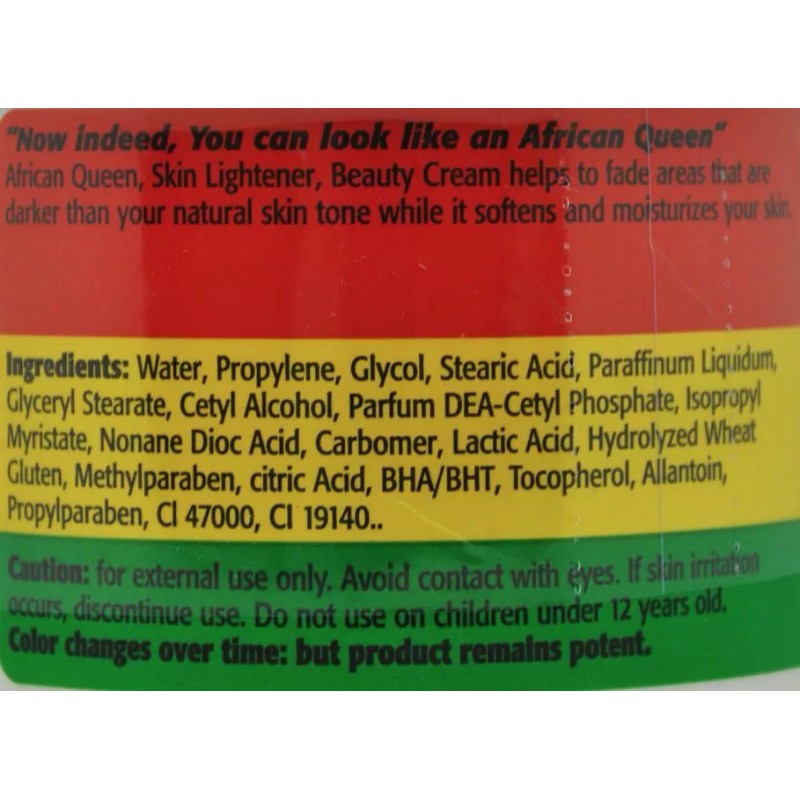 "Now indeed, You can look like an African Queen"
African Queen, Skin Lightener, Beauty Cream helps to fade areas that are
darker than your natural skin tone while it softens and moisturizes your skin.
Ingredients: Water, Propylene, Glycol, Stearic Acid, Paraffinum Liquidum,
Glyceryl Stearate, Cetyl Alcohol, Parfum DEA-Cetyl Phosphate, Isopropyl
Myristate, Nonane Dioc Acid, Carbomer, Lactic Acid, Hydrolyzed Wheat
Gluten, Methylparaben, citric Acid, BHA/BHT, Tocopherol, Allantoin,
Propylparaben, Cl 47000, CI 19140..
Caution: for external use only. Avoid contact with eyes. If skin irritation
occurs, discontinue use. Do not use on children under 12 years old.
Color changes over time: but product remains potent.